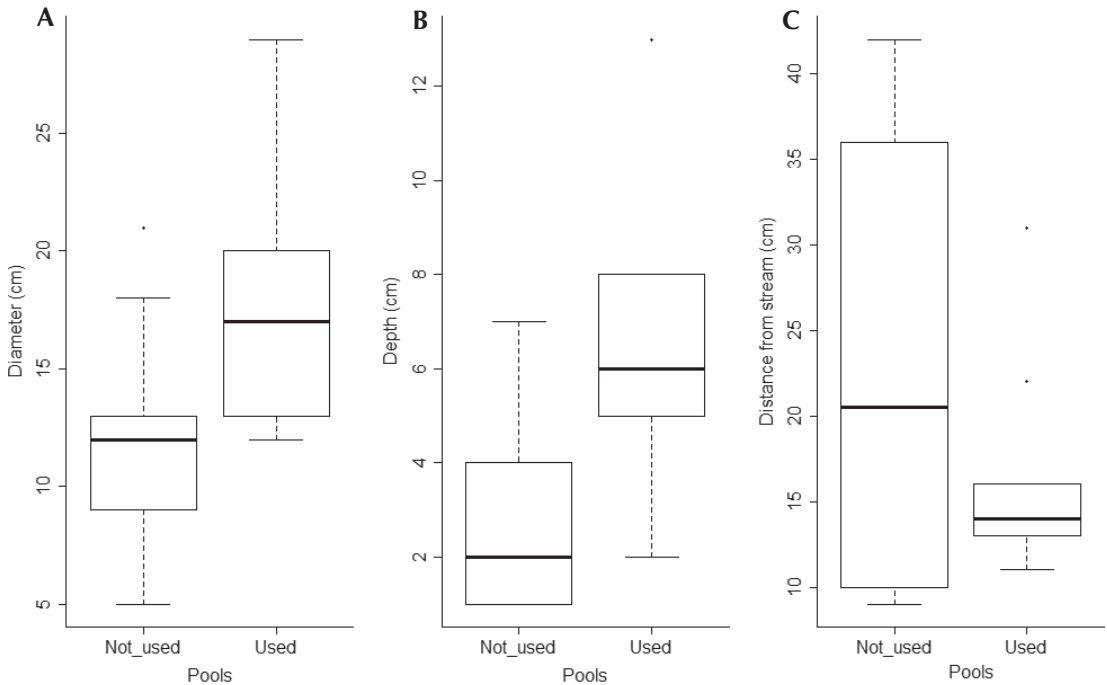 A
Diameter (cm)
25
20
15
10
5
Not_used Used
Pools
B
Depth (cm)
12
10
8
6
4
2
Not_used Used
Pools
C
Distance from stream (cm)
40
35
30
25
20
15
10
Not_used Used
Pools